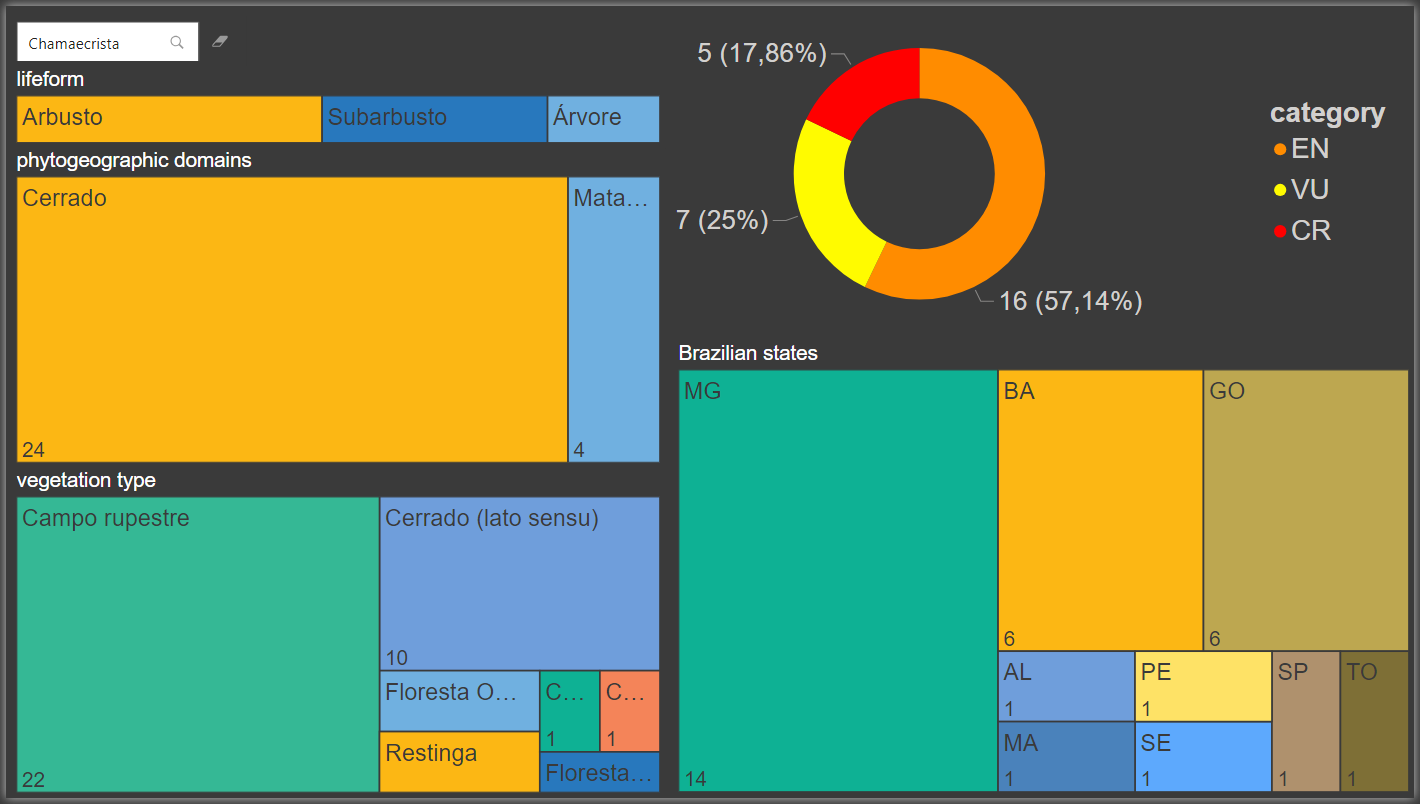 Chamaecrista
lifeform
Arbusto
Subarbusto
Árvore
phytogeographic domains
Cerrado
24
Mata…
4
vegetation type
Campo rupestre
22
Cerrado (lato sensu)
10
Floresta O…
Restinga
C…
1
C…
1
Floresta…
5 (17,86%)
7 (25%)
16 (57,14%)
category
EN
VU
CR
Brazilian states
MG
14
BA
6
GO
6
AL
1
PE
1
MA
1
SE
1
SP
1
TO
1